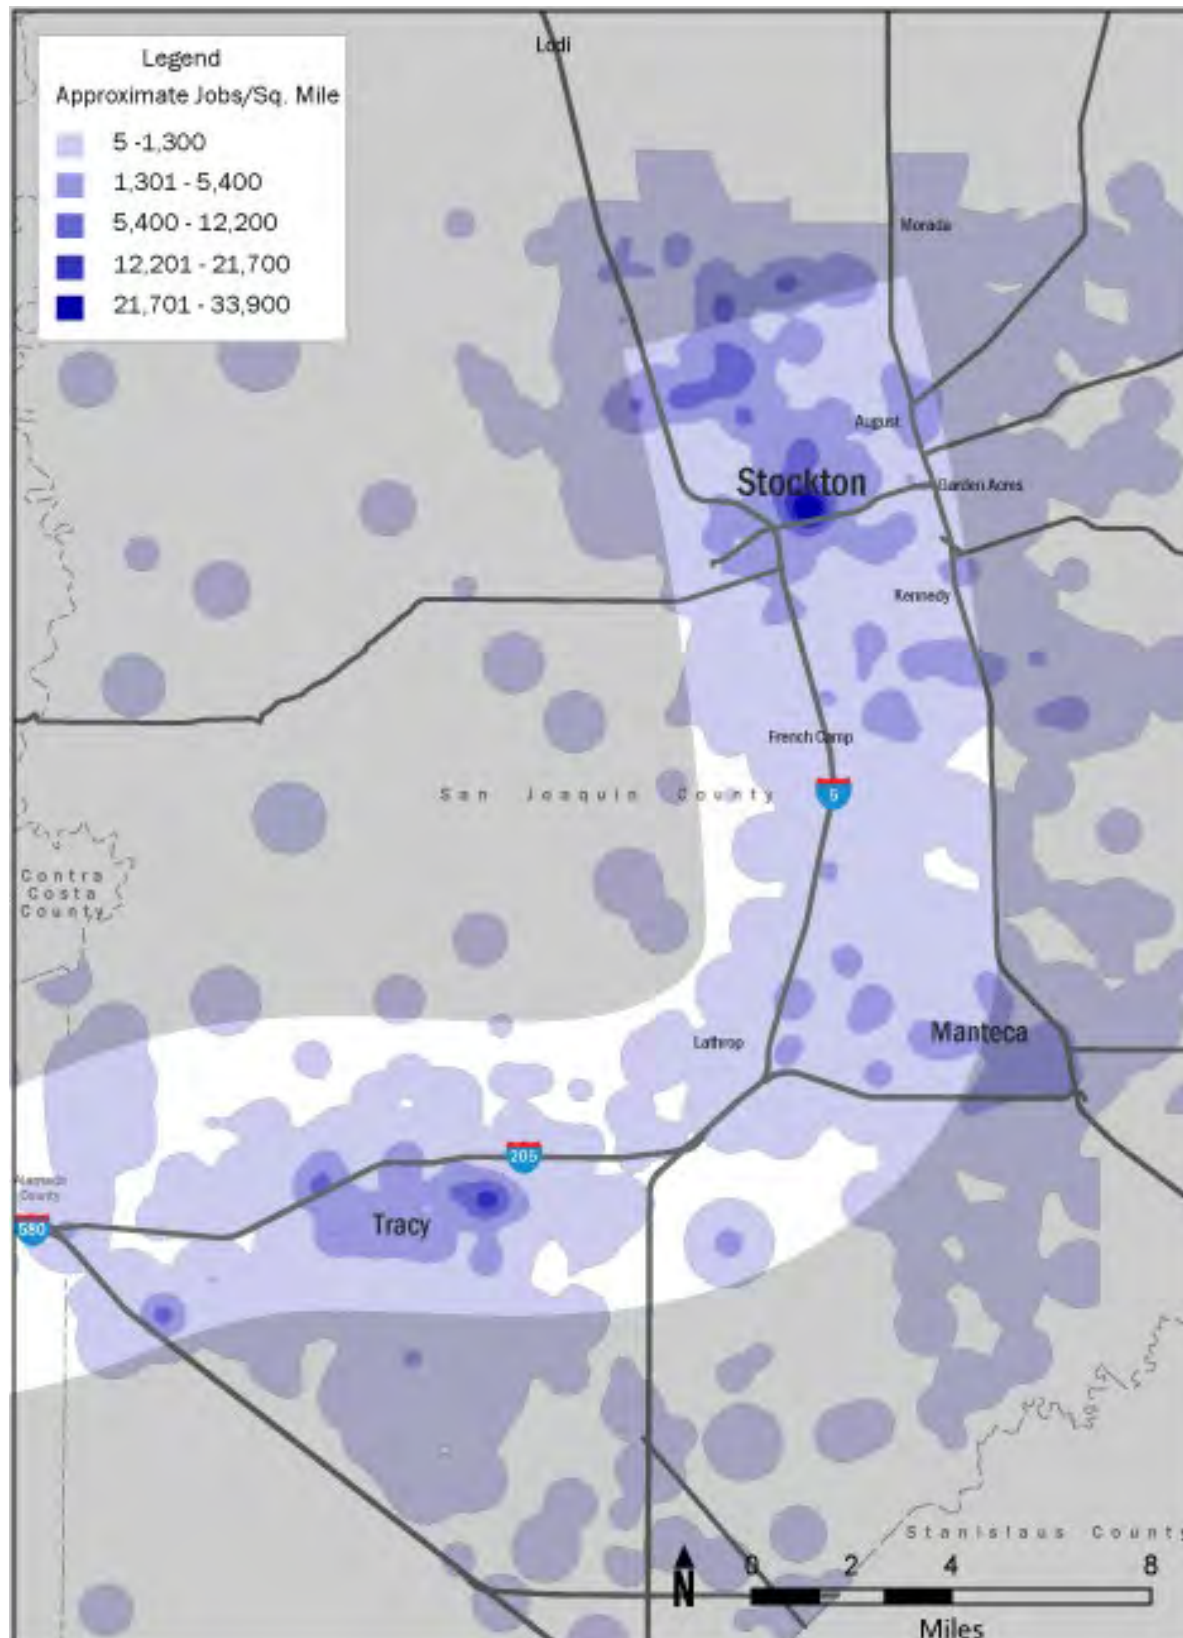 Legend
Approximate Jobs/Sq. Mile
5 -1,300
1,301 - 5,400
5,400 - 12,200
12,201 - 21,700
21,701 - 33,900
Lodi
Morada
August
Stockton
Garden Acres
Kennedy
French Camp
San Joaquin County
5
Contra
Costa
County
Manteca
Lathrop
205
Alameda
County
580
Tracy
Stanislaus County
0 2 4 8
N
Miles